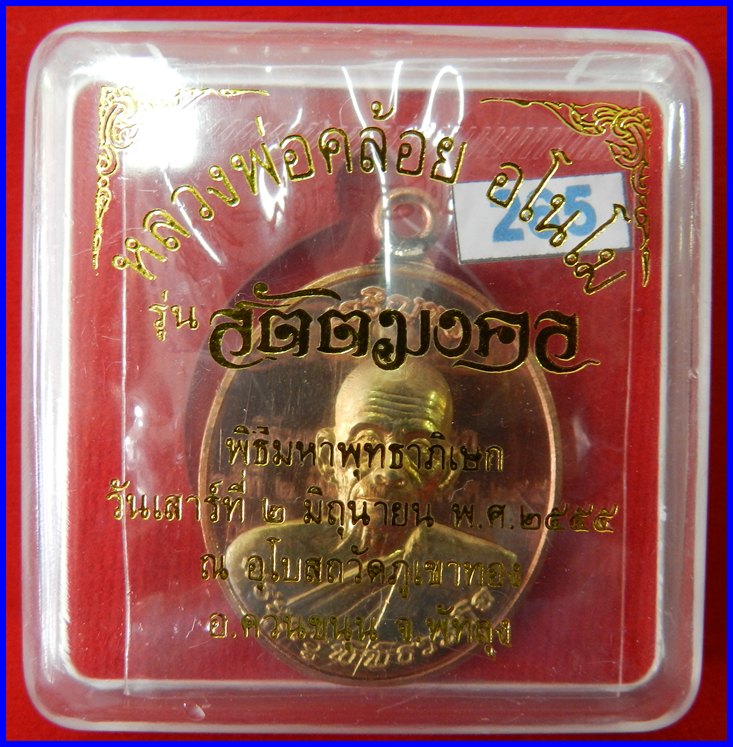 หลวงพ่อคล้อย อโนโม
265
รุ่น สัตตมงคล
พิธีมหาพุทธาภิเษก
วันเสาร์ที่ ๒ มิถุนายน พ.ศ.๒๕๕๕
ณ อุโบสถวัดภูเขาทอง
อ.ควนขนุน จ.พัทลุง